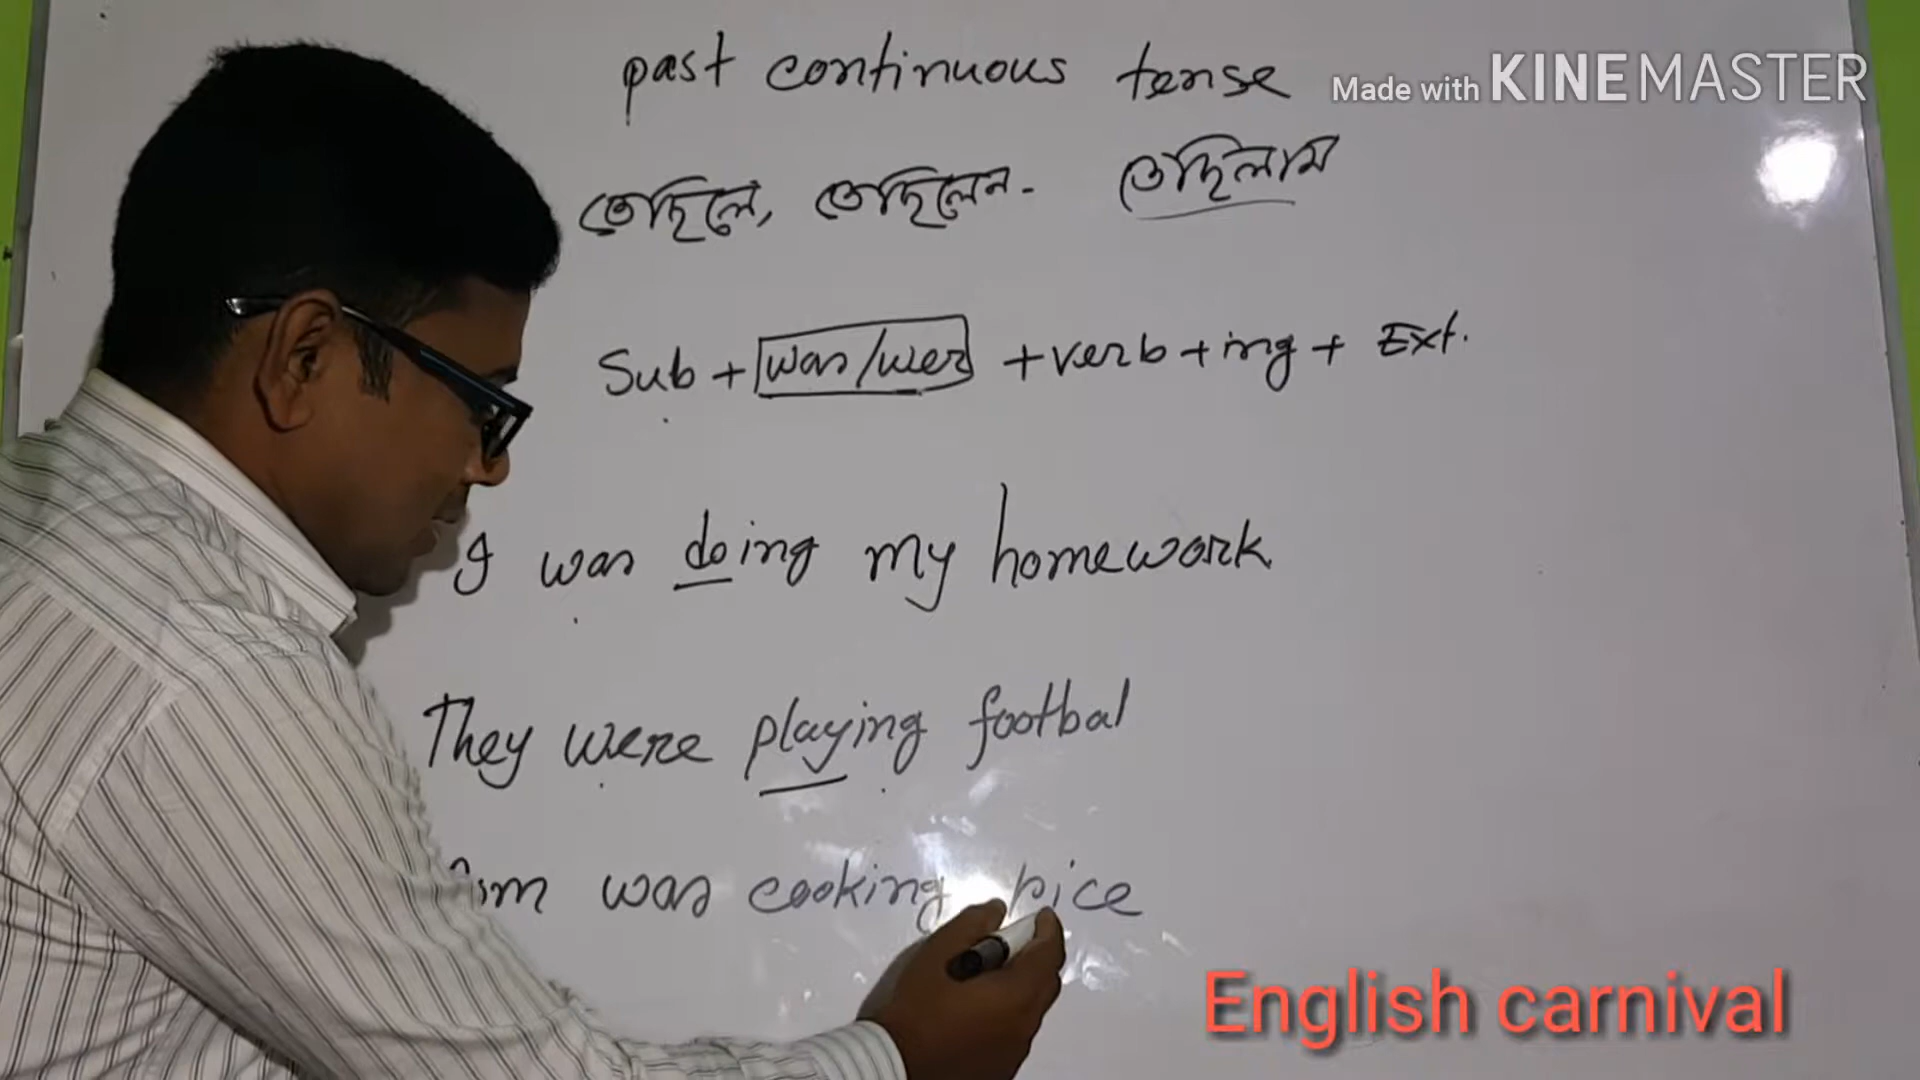 past continuous tense
Made with KINEMASTER
তেছিলে, তেছিলেন. তেছিলাম
Sub + was/wer + verb + ing + Ext.
I was doing my homework
They were playing footbal
was cooking rice
English carnival